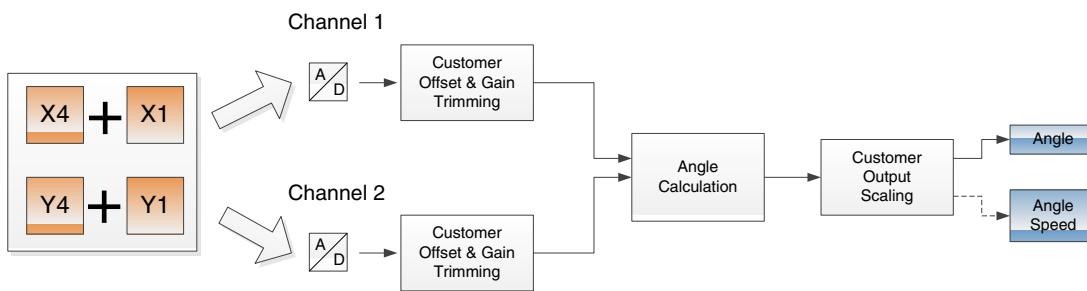 Channel 1
X4 + X1
Y4 + Y1
A/D
Customer
Offset & Gain
Trimming
Channel 2
A/D
Customer
Offset & Gain
Trimming
Angle
Calculation
Customer
Output
Scaling
Angle
Angle
Speed